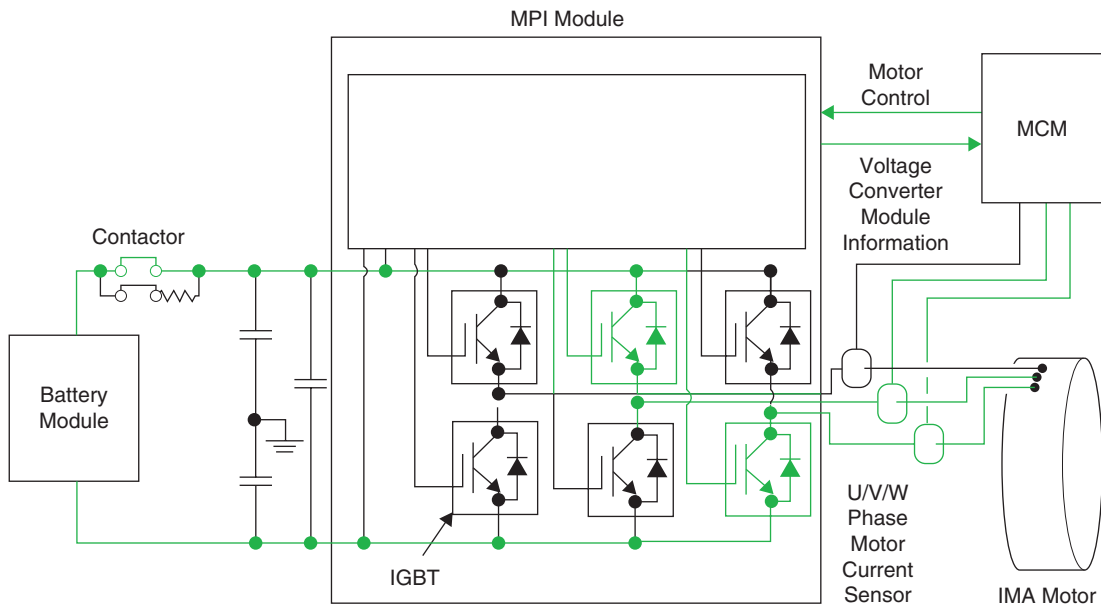 MPI Module
Motor
Control
MCM
Voltage
Converter
Module
Information
Contactor
Battery
Module
IGBT
U/V/W
Phase
Motor
Current
Sensor
IMA Motor